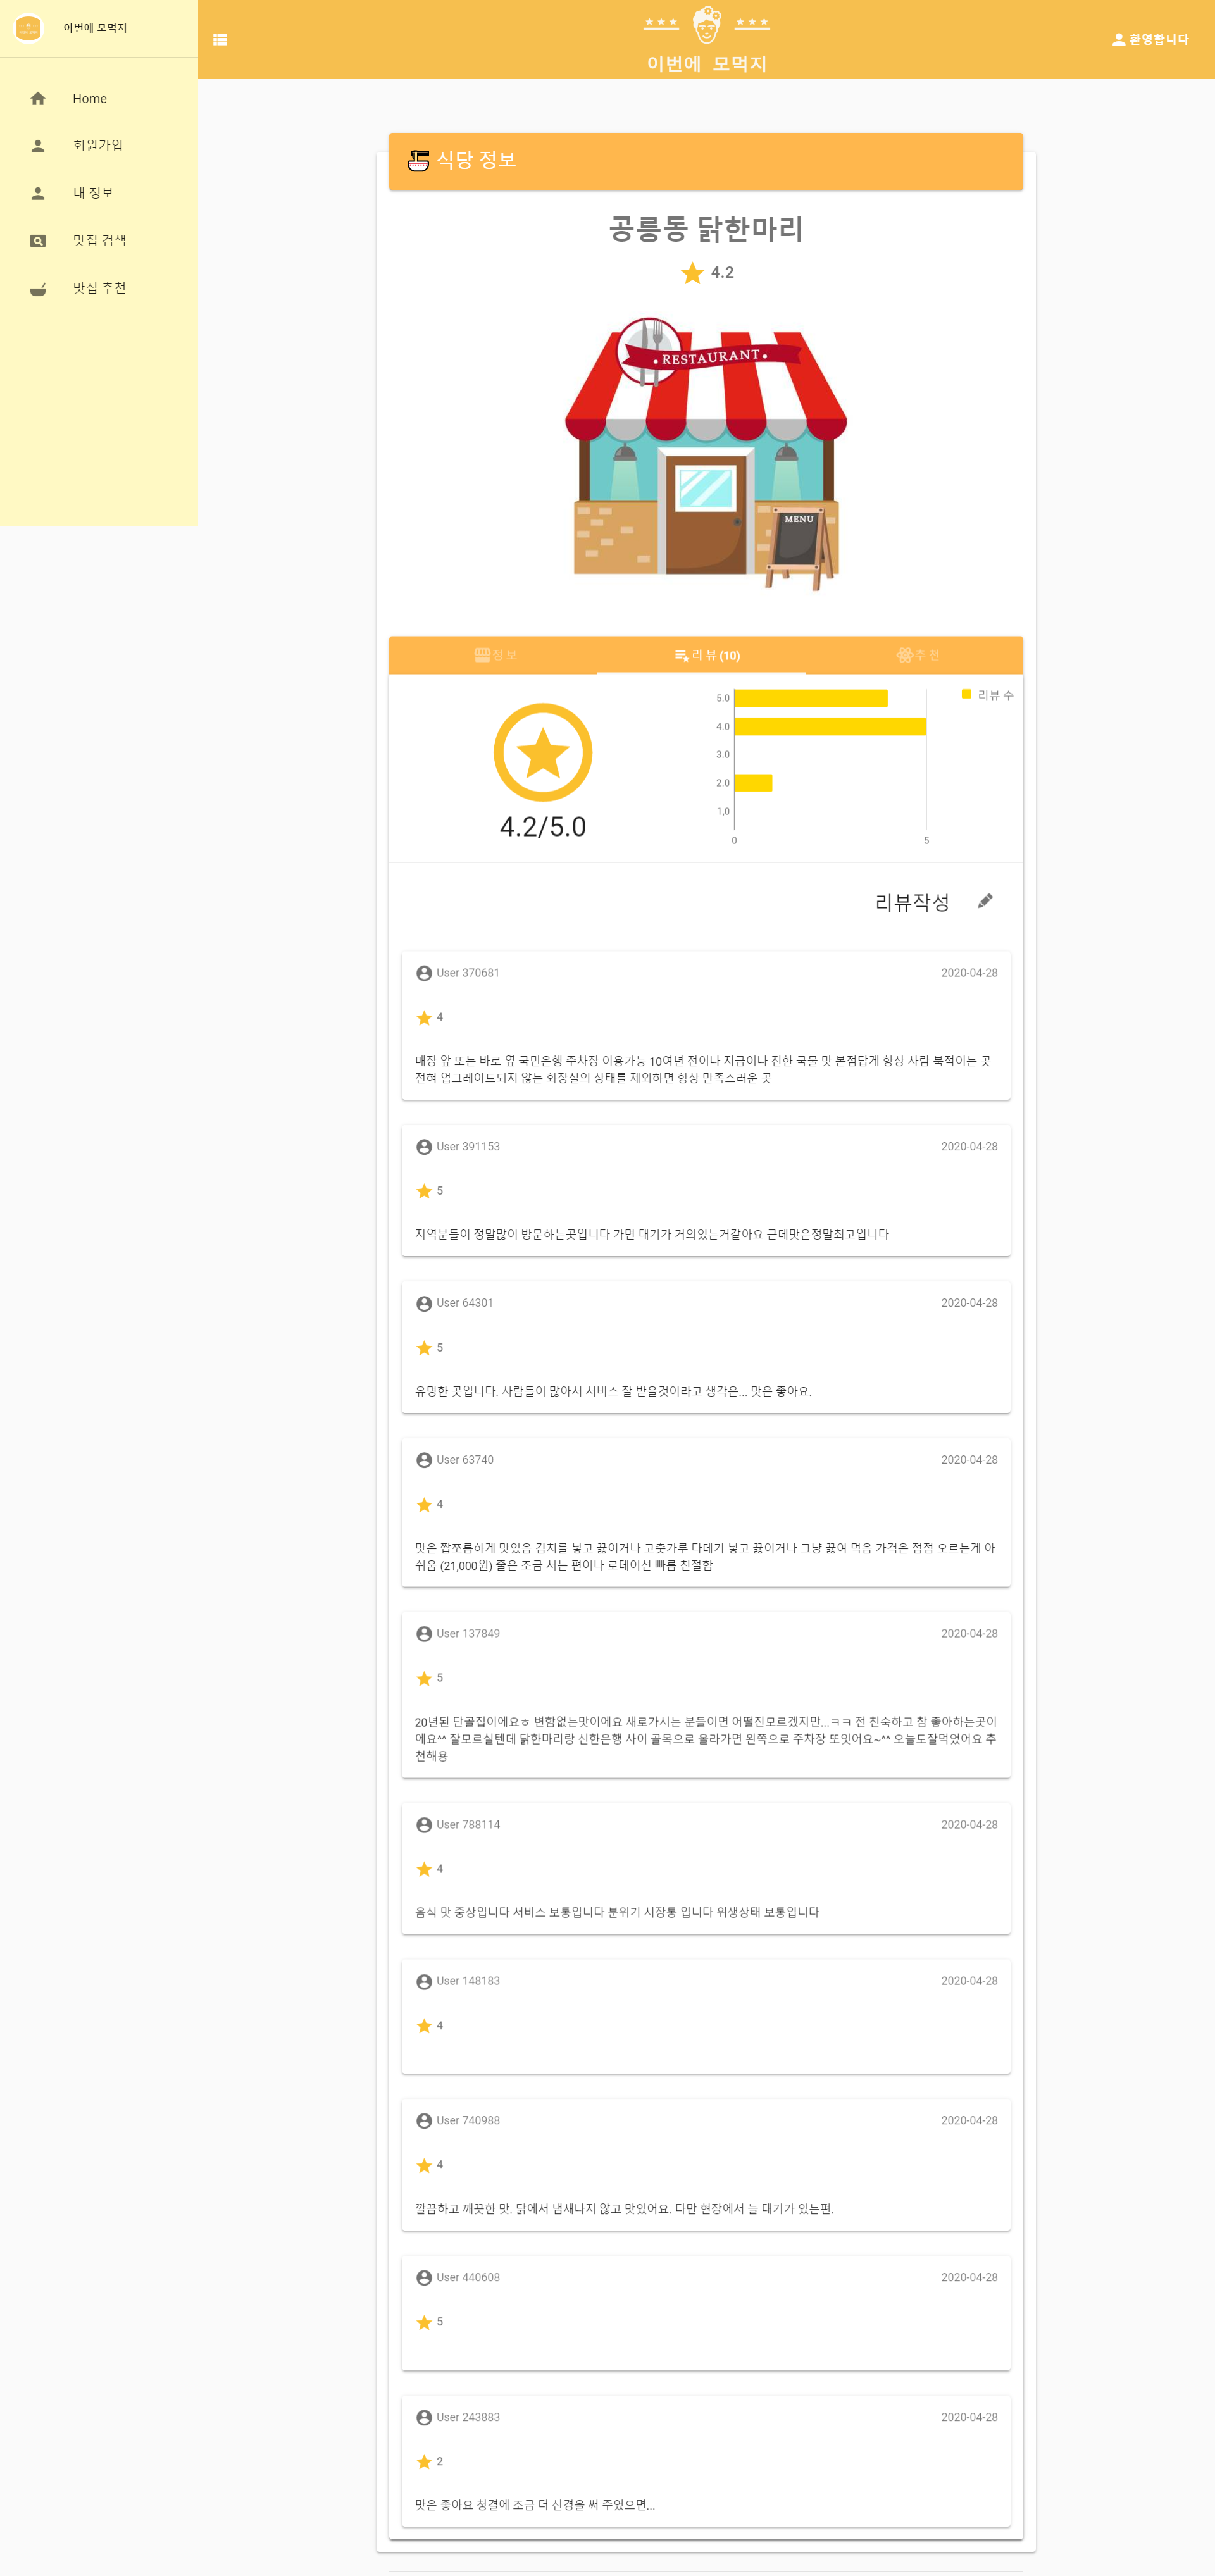 이번에 모먹지
Home
회원가입
내 정보
맛집 검색
맛집 추천
★ ★ ★ ★ ★ ★
이번에 모먹지
환영합니다
식당 정보
공릉동 닭한마리
4.2
RESTAURANT
MENU
정보
리뷰 (10)
추천
4.2/5.0
5.0
4.0
3.0
2.0
1,0
0
5
리뷰 수
리뷰작성
User 370681
2020-04-28
4
매장 앞 또는 바로 옆 국민은행 주차장 이용가능 10여년 전이나 지금이나 진한 국물 맛 본점답게 항상 사람 북적이는 곳
전혀 업그레이드되지 않는 화장실의 상태를 제외하면 항상 만족스러운 곳
User 391153
2020-04-28
5
지역분들이 정말많이 방문하는곳입니다 가면 대기가 거의있는거같아요 근데맛은정말최고입니다
User 64301
2020-04-28
5
유명한 곳입니다. 사람들이 많아서 서비스 잘 받을것이라고 생각은... 맛은 좋아요.
User 63740
2020-04-28
4
맛은 짭쪼름하게 맛있음 김치를 넣고 끓이거나 고춧가루 다데기 넣고 끓이거나 그냥 끓여 먹음 가격은 점점 오르는게 아
쉬움 (21,000원) 줄은 조금 서는 편이나 로테이션 빠름 친절함
User 137849
2020-04-28
5
20년된 단골집이에요ㅎ 변함없는맛이에요 새로가시는 분들이면 어떨진모르겠지만...ㅋㅋ 전 친숙하고 참 좋아하는곳이
에요^^ 잘모르실텐데 닭한마리랑 신한은행 사이 골목으로 올라가면 왼쪽으로 주차장 또잇어요~^^ 오늘도잘먹었어요 추
천해용
User 788114
2020-04-28
4
음식 맛 중상입니다 서비스 보통입니다 분위기 시장통 입니다 위생상태 보통입니다
User 148183
2020-04-28
4
User 740988
2020-04-28
4
깔끔하고 깨끗한 맛. 닭에서 냄새나지 않고 맛있어요. 다만 현장에서 늘 대기가 있는편.
User 440608
2020-04-28
5
User 243883
2020-04-28
2
맛은 좋아요 청결에 조금 더 신경을 써 주었으면...